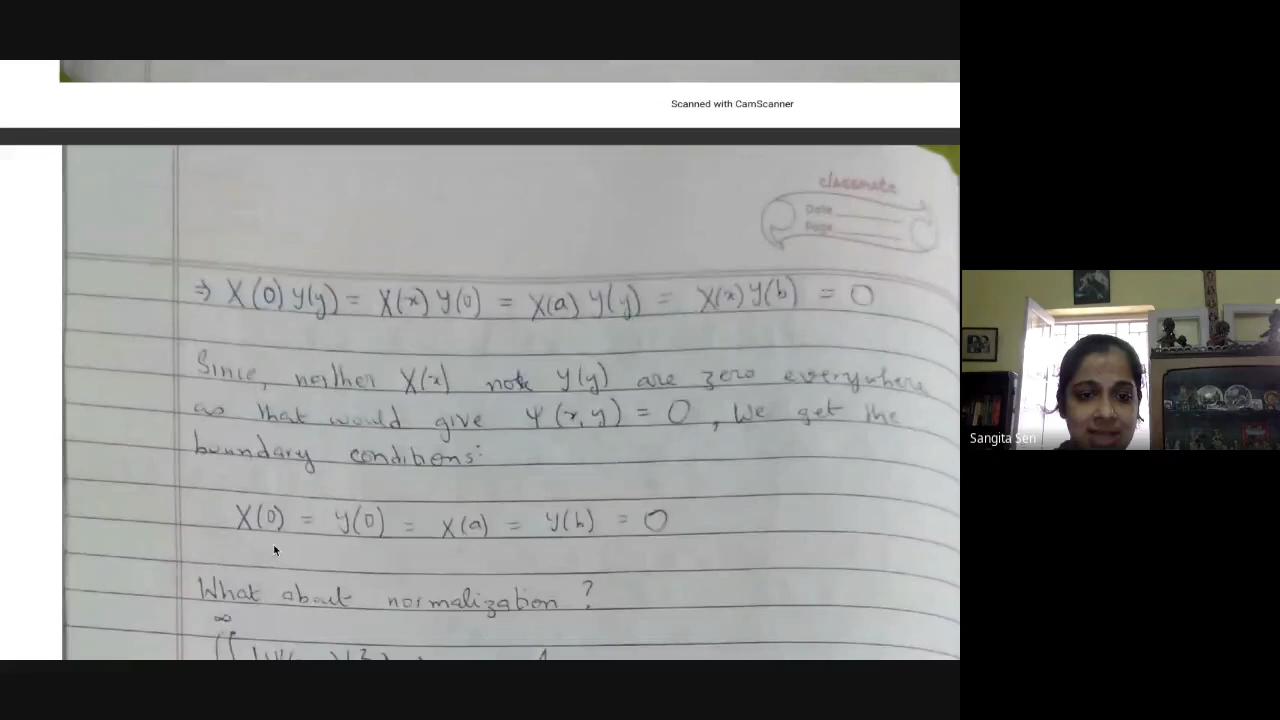 Scanned with CamScanner
classmate
Date
Page
⇒ X(0) Y(y) = X(x) Y(0) = X(a) Y(y) = X(x) Y(b) = 0
Since, neither X(x) not Y(y) are zero everywhere
as that would give Ψ(x, y) = 0, We get the
boundary conditions:
X(0) = Y(0) = X(a) = Y(b) = 0
What about normalization ?
∞
Sangita Sen